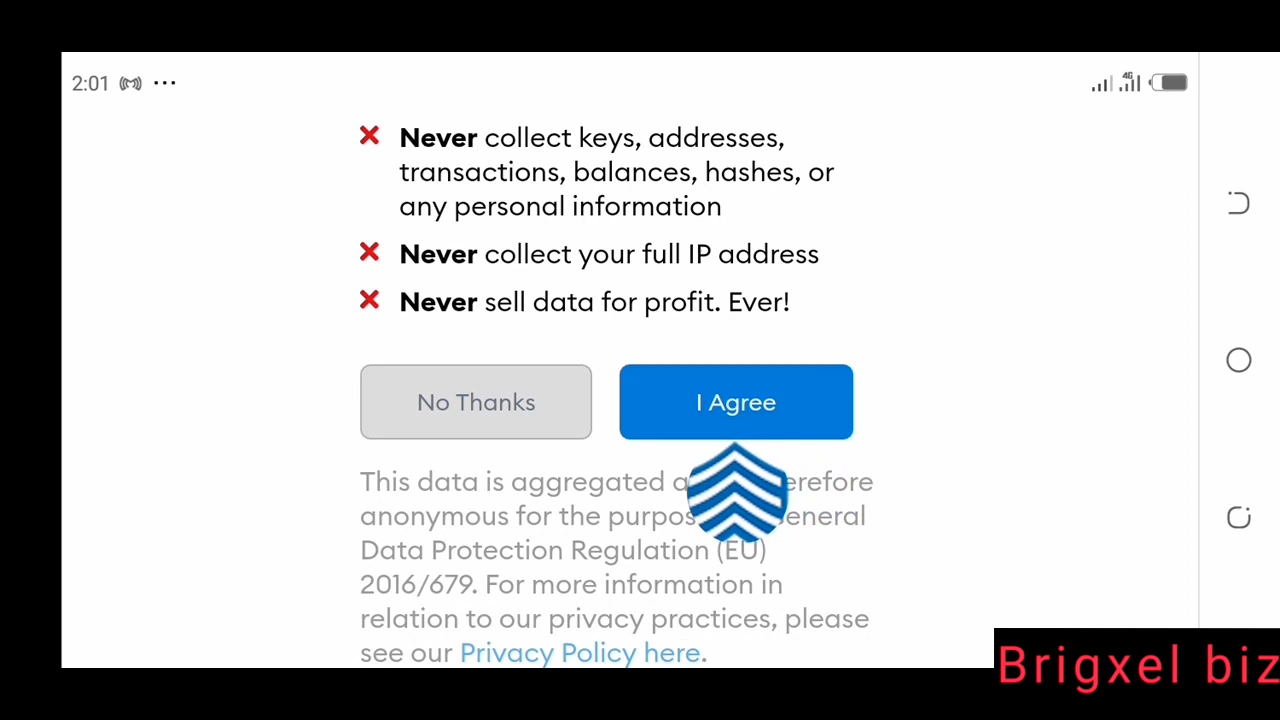 2:01
4G
Never collect keys, addresses,
transactions, balances, hashes, or
any personal information
Never collect your full IP address
Never sell data for profit. Ever!
No Thanks
I Agree
This data is aggregated
anonymous for the
General
Data Protection Regulation (EU)
2016/679. For more information in
relation to our privacy practices, please
see our Privacy Policy here.
Brigxel biz